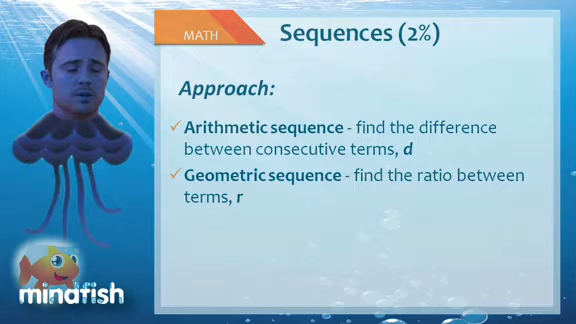 MATH
Sequences (2%)
Approach:
Arithmetic sequence - find the difference
between consecutive terms, d
Geometric sequence - find the ratio between
terms, r
minafish